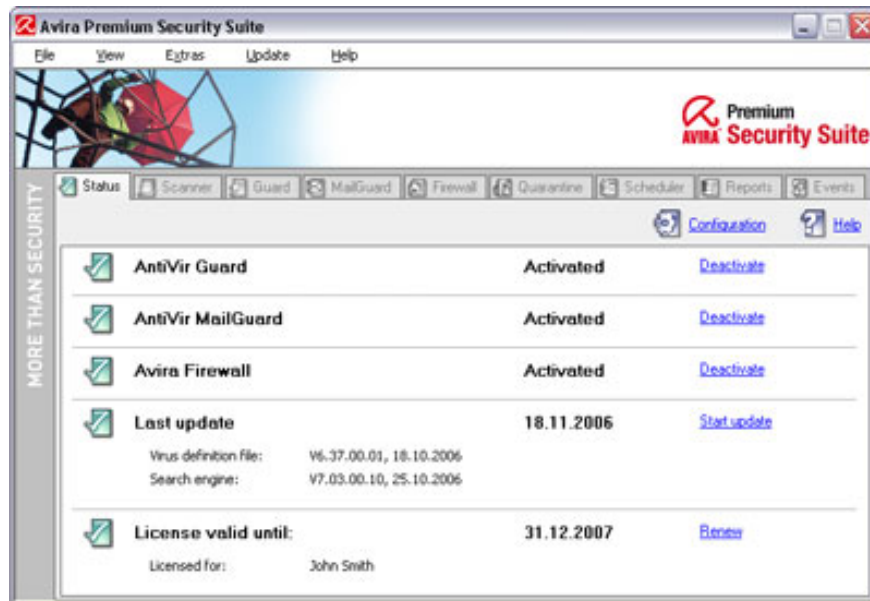 Avira Premium Security Suite
File View Extras Update Help
Premium
AVIRA Security Suite
MORE THAN SECURITY
Status Scanner Guard MailGuard Firewall Quarantine Scheduler Reports Events
Configuration Help
AntiVir Guard Activated Deactivate
AntiVir MailGuard Activated Deactivate
Avira Firewall Activated Deactivate
Last update 18.11.2006 Start update
Virus definition file: V6.37.00.01, 18.10.2006
Search engine: V7.03.00.10, 25.10.2006
License valid until: 31.12.2007 Renew
Licensed for: John Smith